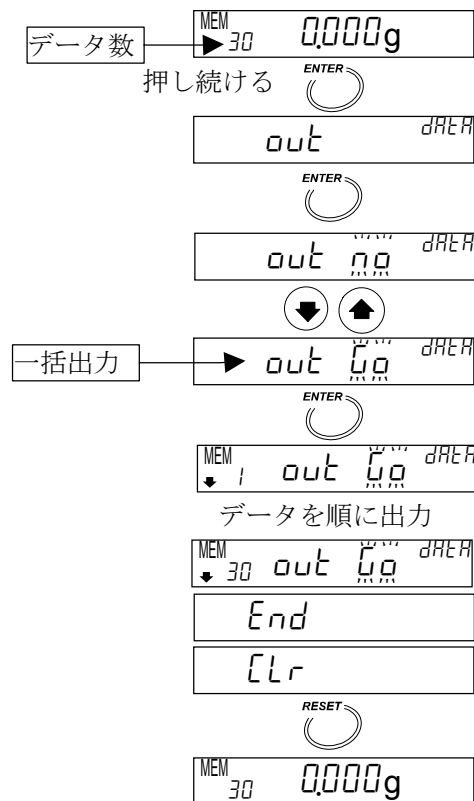 MEM
データ数 30 0.000g
押し続ける ENTER
out dAtA
ENTER
out no dAtA
一括出力 out Go dAtA
ENTER
MEM
1 out Go dAtA
データを順に出力
MEM
30 out Go dAtA
End
CLr
RESET
MEM
30 0.000g